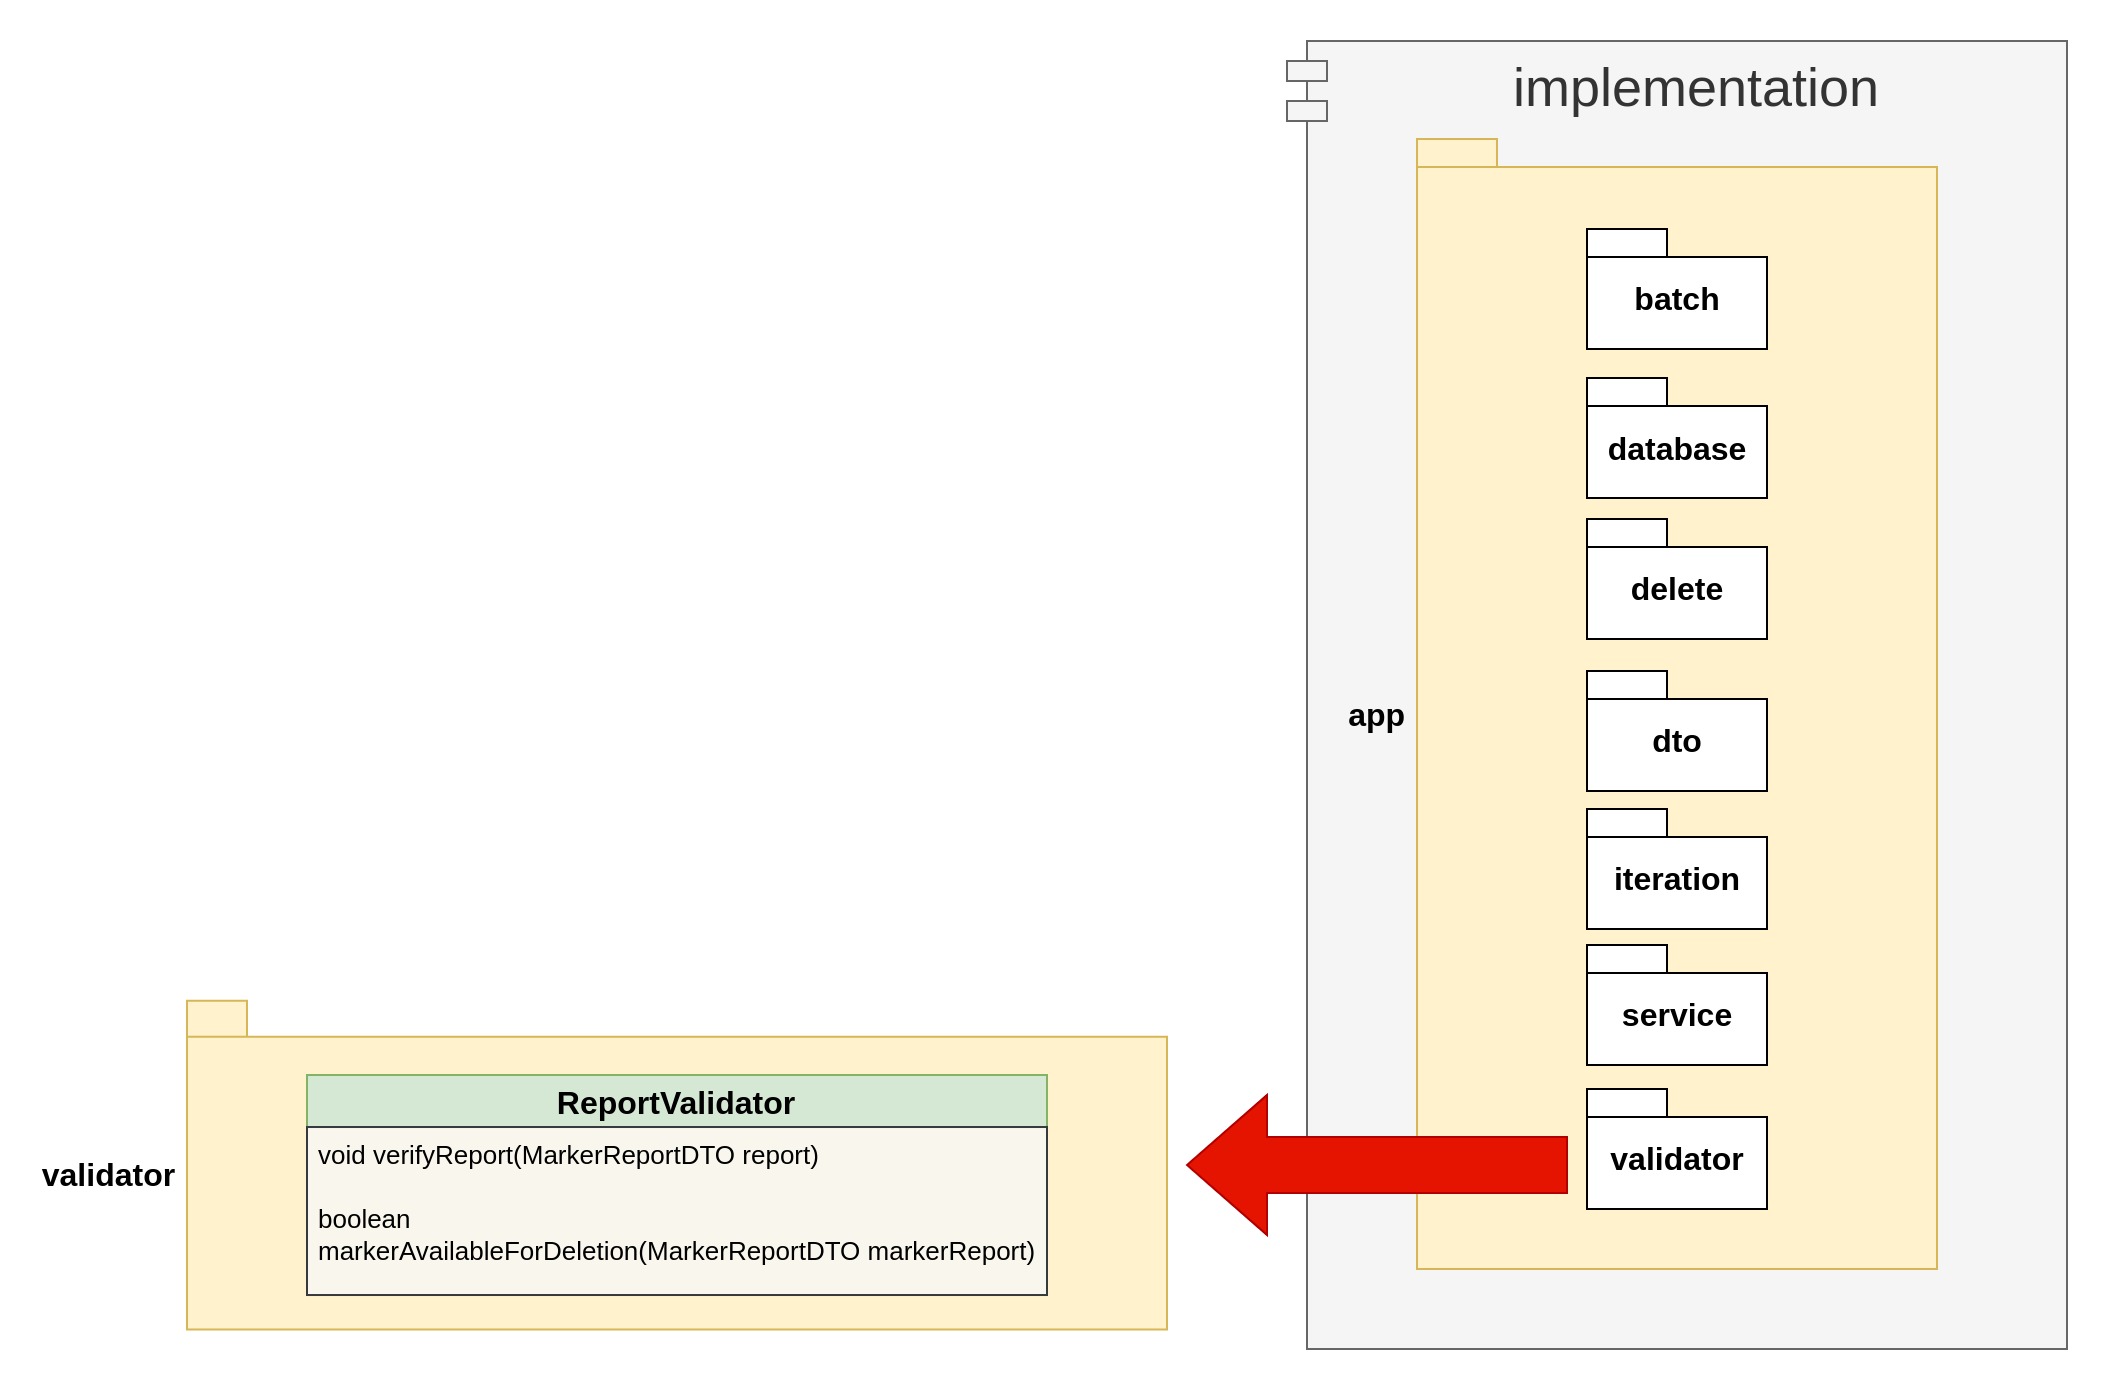 implementation
batch
database
delete
app
dto
iteration
service
validator
validator
ReportValidator
void verifyReport(MarkerReportDTO report)
boolean
markerAvailableForDeletion(MarkerReportDTO markerReport)